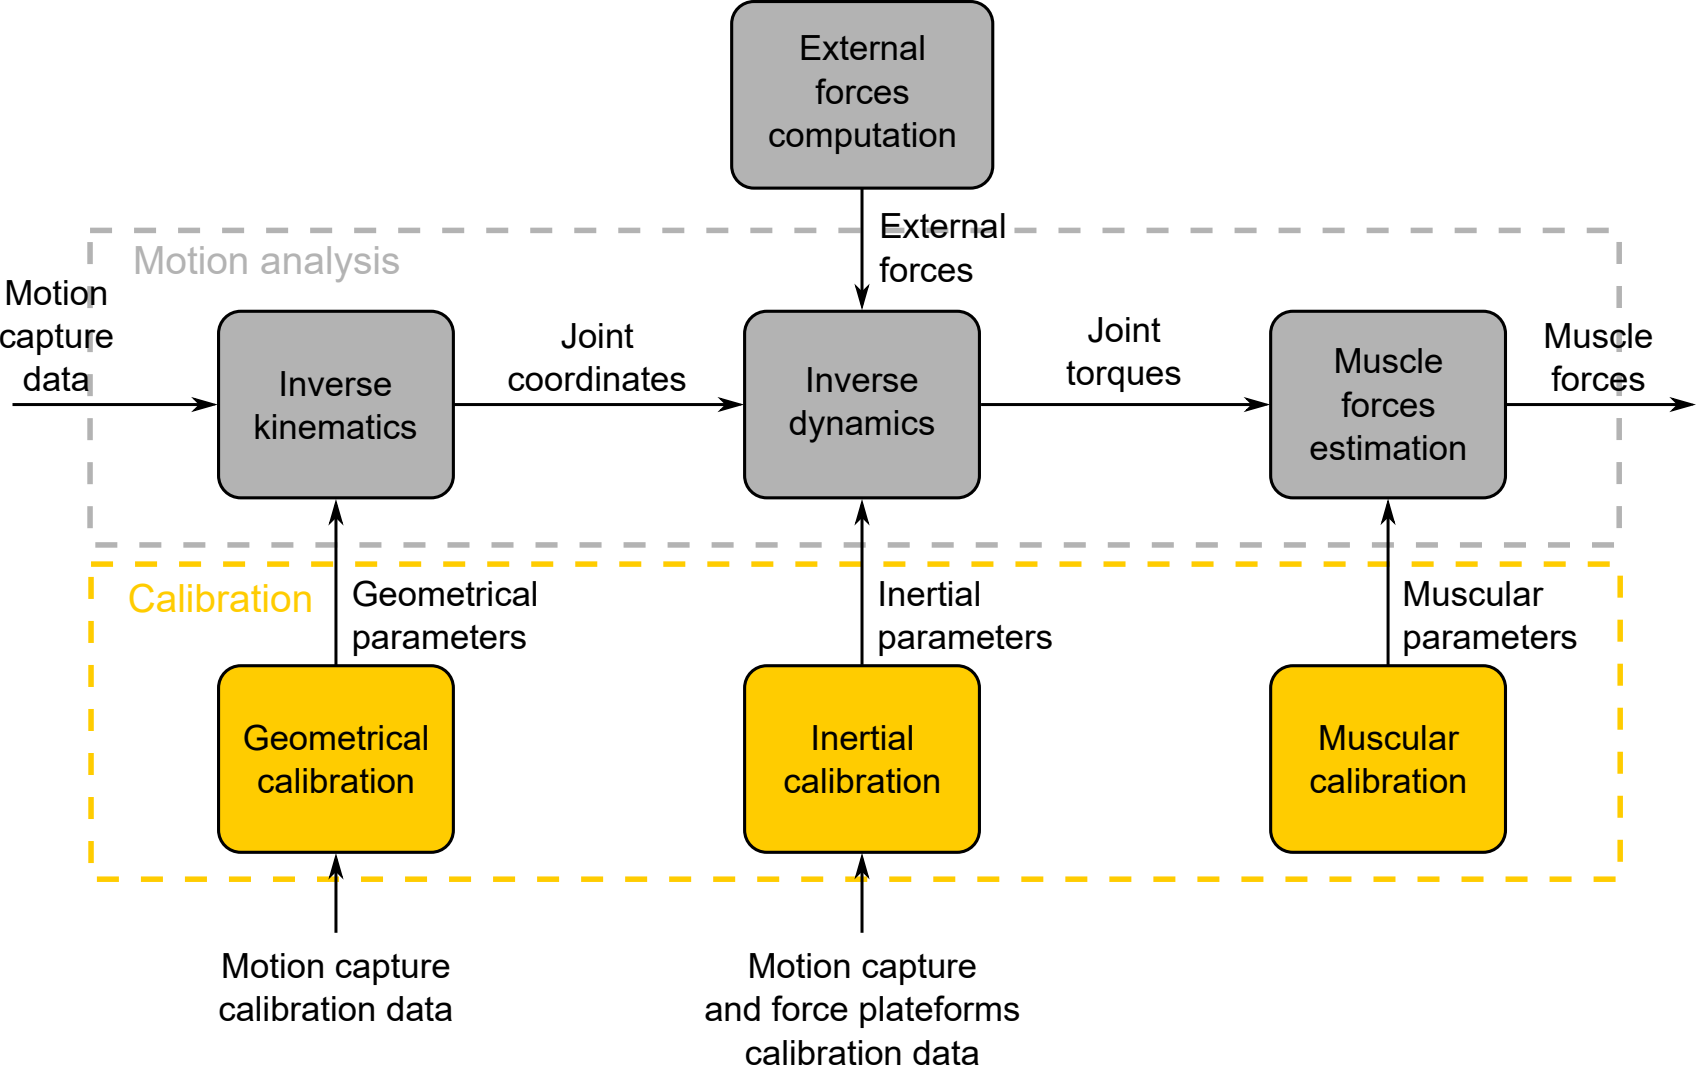 External
forces
computation
External
forces
Motion analysis
Motion
capture
data
Inverse
kinematics
Joint
coordinates
Inverse
dynamics
Joint
torques
Muscle
forces
estimation
Muscle
forces
Calibration
Geometrical
parameters
Inertial
parameters
Muscular
parameters
Geometrical
calibration
Inertial
calibration
Muscular
calibration
Motion capture
calibration data
Motion capture
and force plateforms
calibration data